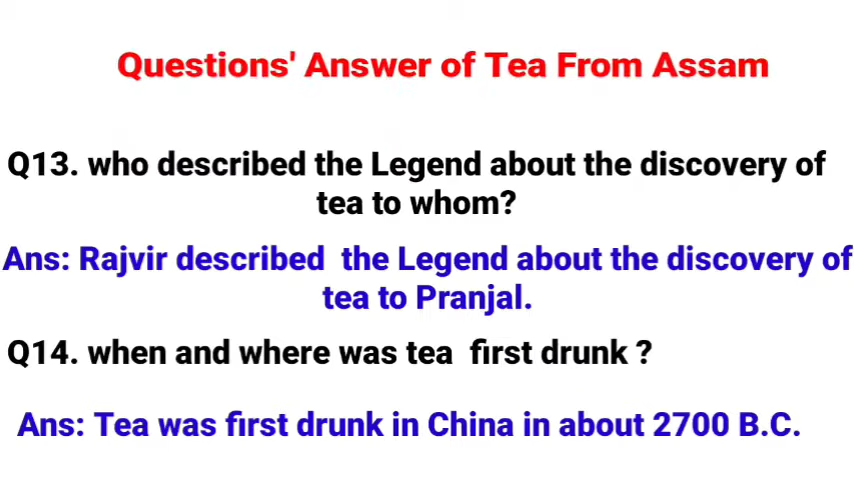 Questions' Answer of Tea From Assam
Q13. who described the Legend about the discovery of
tea to whom?
Ans: Rajvir described the Legend about the discovery of
tea to Pranjal.
Q14. when and where was tea first drunk ?
Ans: Tea was first drunk in China in about 2700 B.C.